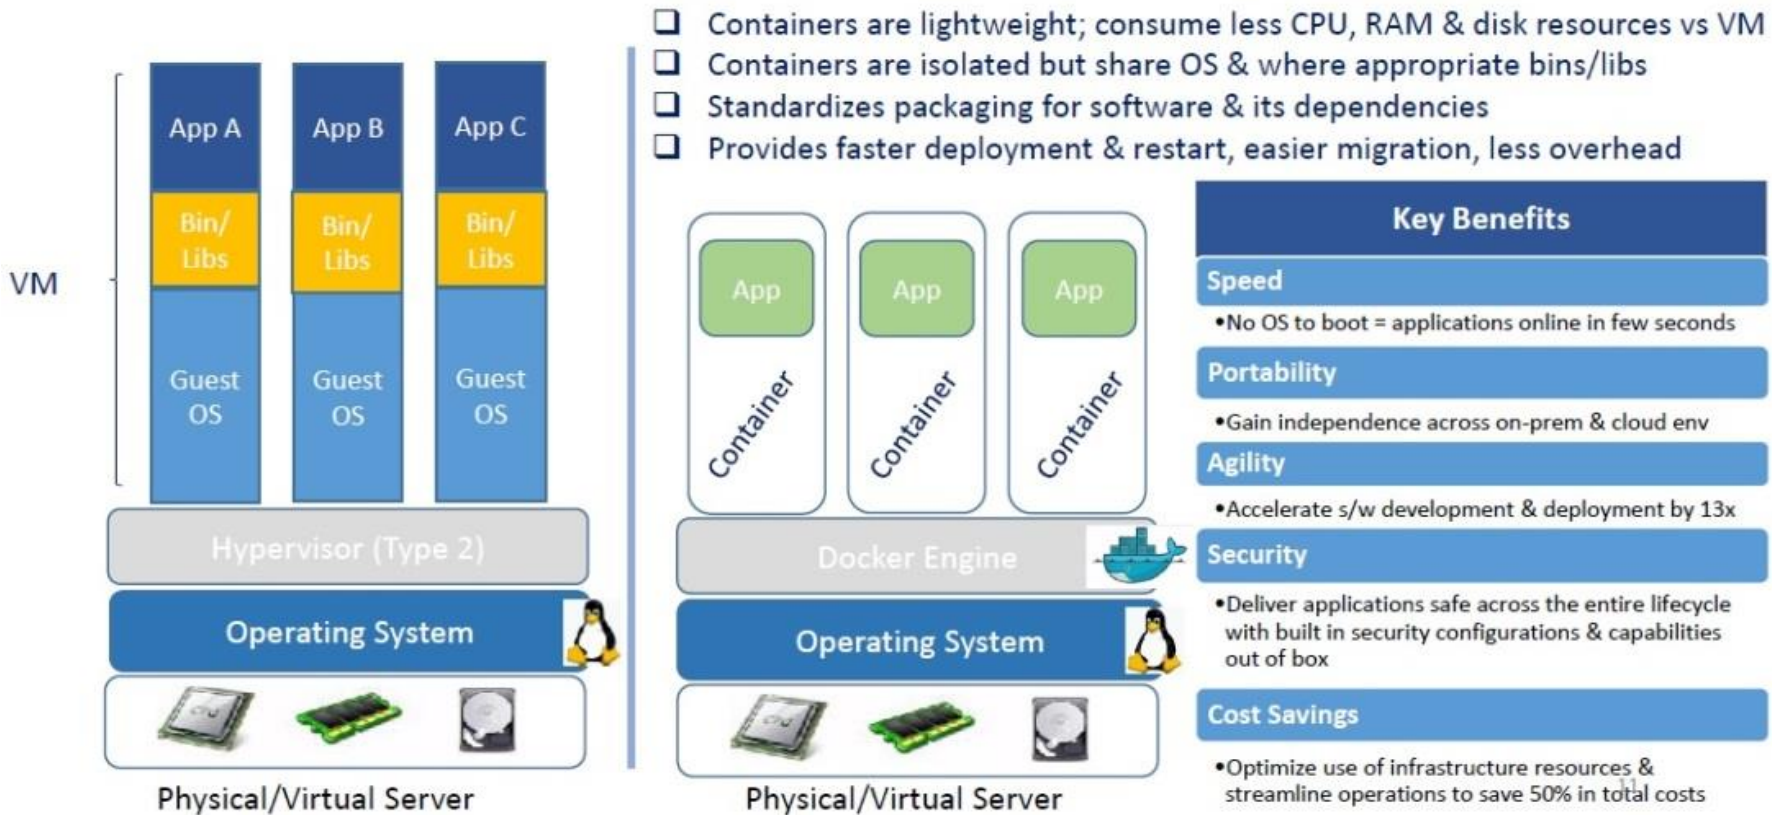 ❑ Containers are lightweight; consume less CPU, RAM & disk resources vs VM
❑ Containers are isolated but share OS & where appropriate bins/libs
❑ Standardizes packaging for software & its dependencies
❑ Provides faster deployment & restart, easier migration, less overhead
VM
App A
App B
App C
Bin/
Libs
Bin/
Libs
Bin/
Libs
Guest
OS
Guest
OS
Guest
OS
Hypervisor (Type 2)
Operating System
CPU
Physical/Virtual Server
App
App
App
Container
Container
Container
Docker Engine
Operating System
CPU
Physical/Virtual Server
Key Benefits
Speed
•No OS to boot = applications online in few seconds
Portability
•Gain independence across on-prem & cloud env
Agility
•Accelerate s/w development & deployment by 13x
Security
•Deliver applications safe across the entire lifecycle
with built in security configurations & capabilities
out of box
Cost Savings
•Optimize use of infrastructure resources &
streamline operations to save 50% in total costs
11